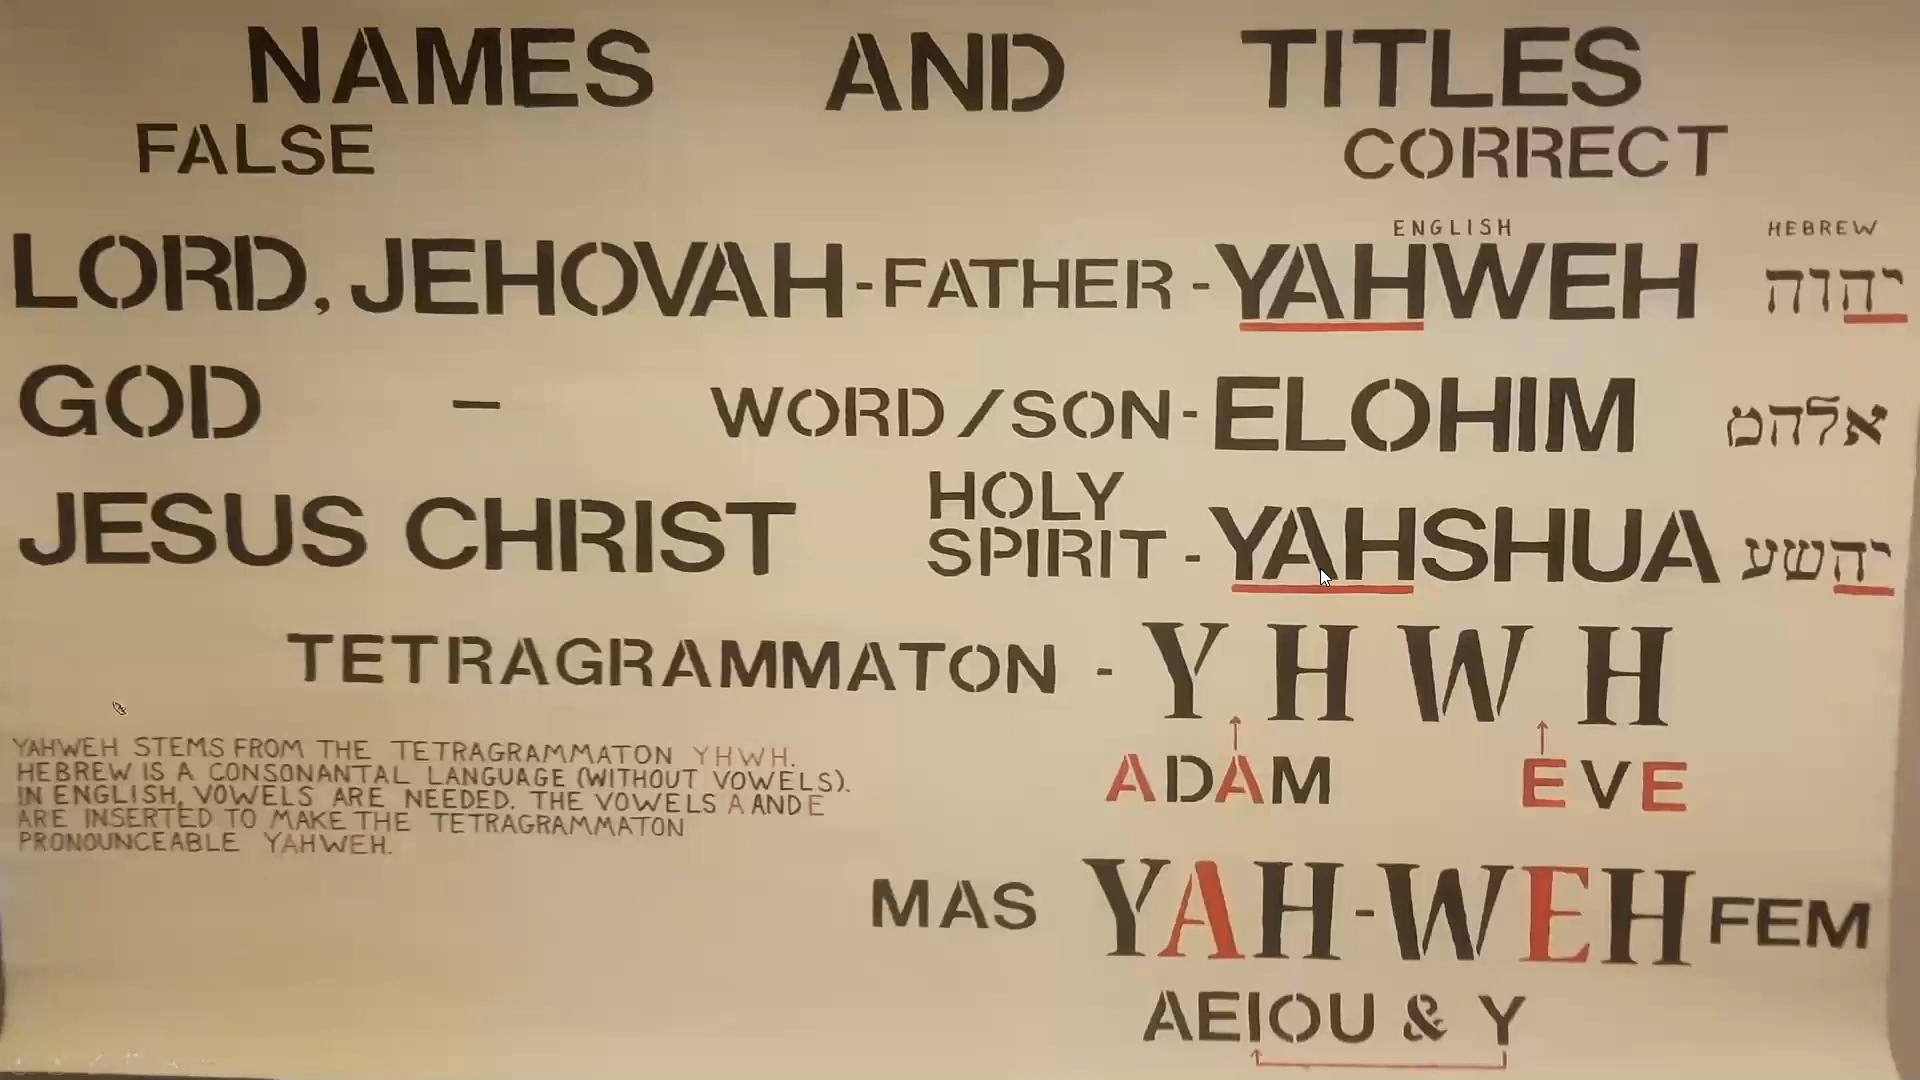 NAMES AND TITLES
FALSE CORRECT
ENGLISH HEBREW
LORD, JEHOVAH - FATHER - YAHWEH יהוה
GOD - WORD/SON - ELOHIM אלהמ
HOLY
JESUS CHRIST SPIRIT - YAHSHUA יהשע
TETRAGRAMMATON - Y H W H
ADAM EVE
YAHWEH STEMS FROM THE TETRAGRAMMATON YHWH.
HEBREW IS A CONSONANTAL LANGUAGE (WITHOUT VOWELS).
IN ENGLISH, VOWELS ARE NEEDED. THE VOWELS A AND E
ARE INSERTED TO MAKE THE TETRAGRAMMATON
PRONOUNCEABLE YAHWEH.
MAS YAH-WEH FEM
AEIOU & Y